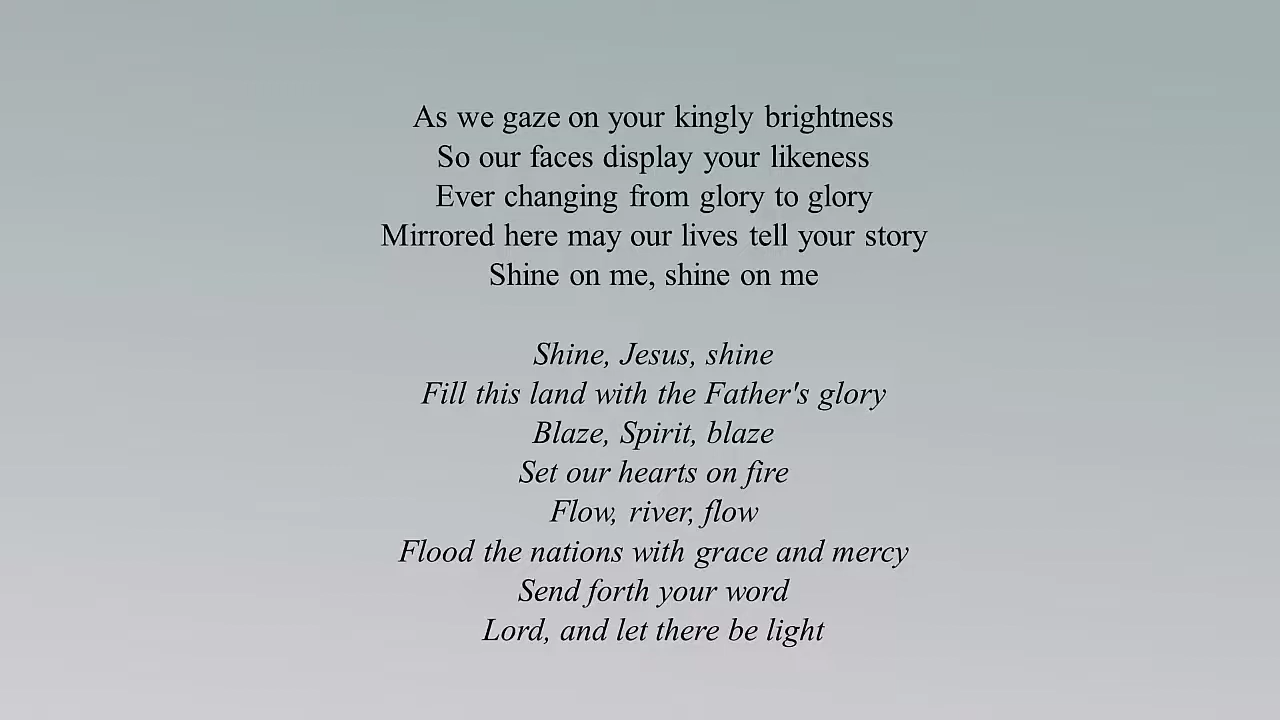 As we gaze on your kingly brightness
So our faces display your likeness
Ever changing from glory to glory
Mirrored here may our lives tell your story
Shine on me, shine on me
Shine, Jesus, shine
Fill this land with the Father's glory
Blaze, Spirit, blaze
Set our hearts on fire
Flow, river, flow
Flood the nations with grace and mercy
Send forth your word
Lord, and let there be light